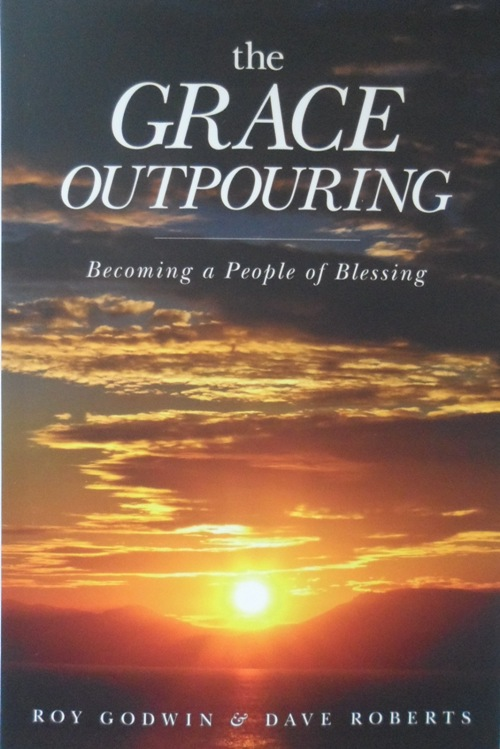 the
GRACE
OUTPOURING
Becoming a People of Blessing
ROY GODWIN & DAVE ROBERTS